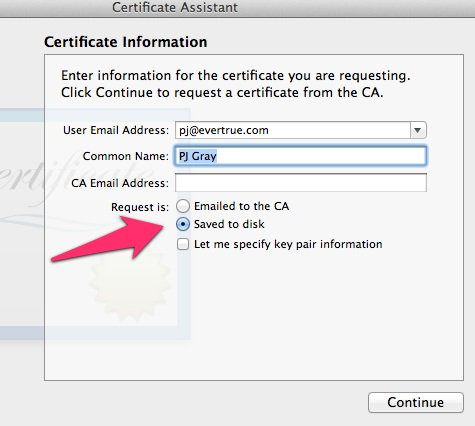 Certificate Assistant
Certificate Information
Enter information for the certificate you are requesting.
Click Continue to request a certificate from the CA.
User Email Address: pj@evertrue.com
Common Name: PJ Gray
CA Email Address:
Request is: Emailed to the CA
Saved to disk
Let me specify key pair information
Continue